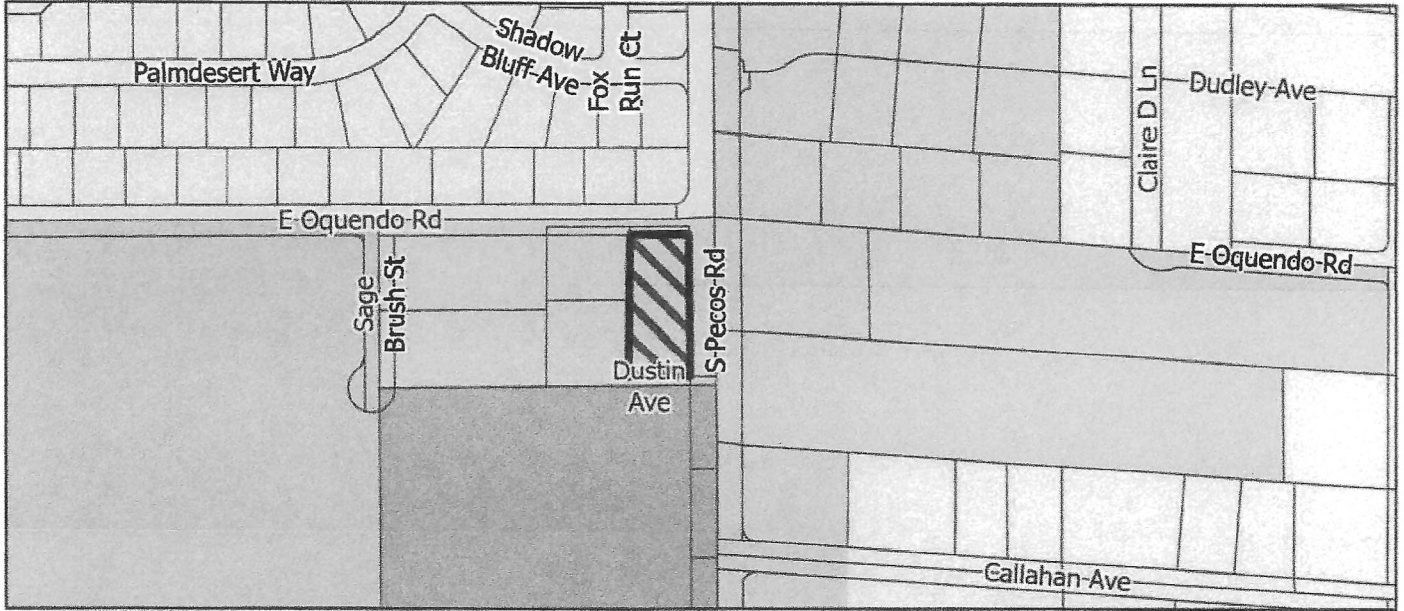 Shadow
Bluff-Ave
Fox
Run Ct
Palmdesert Way
Claire D Ln
Dudley-Ave
E-Oquendo-Rd
E-Oquendo-Rd
Sage
Brush-St
S-Pecos-Rd
Dustin
Ave
Callahan-Ave